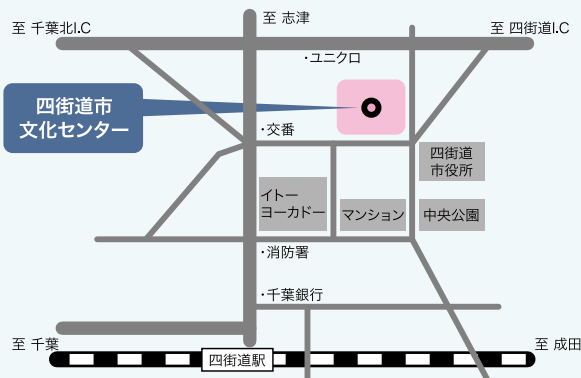 至 志津
至 千葉北I.C
至 四街道I.C
・ユニクロ
四街道市
文化センター
・交番
四街道
市役所
イトー
ヨーカドー
マンション
中央公園
・消防署
・千葉銀行
至 千葉
四街道駅
至 成田